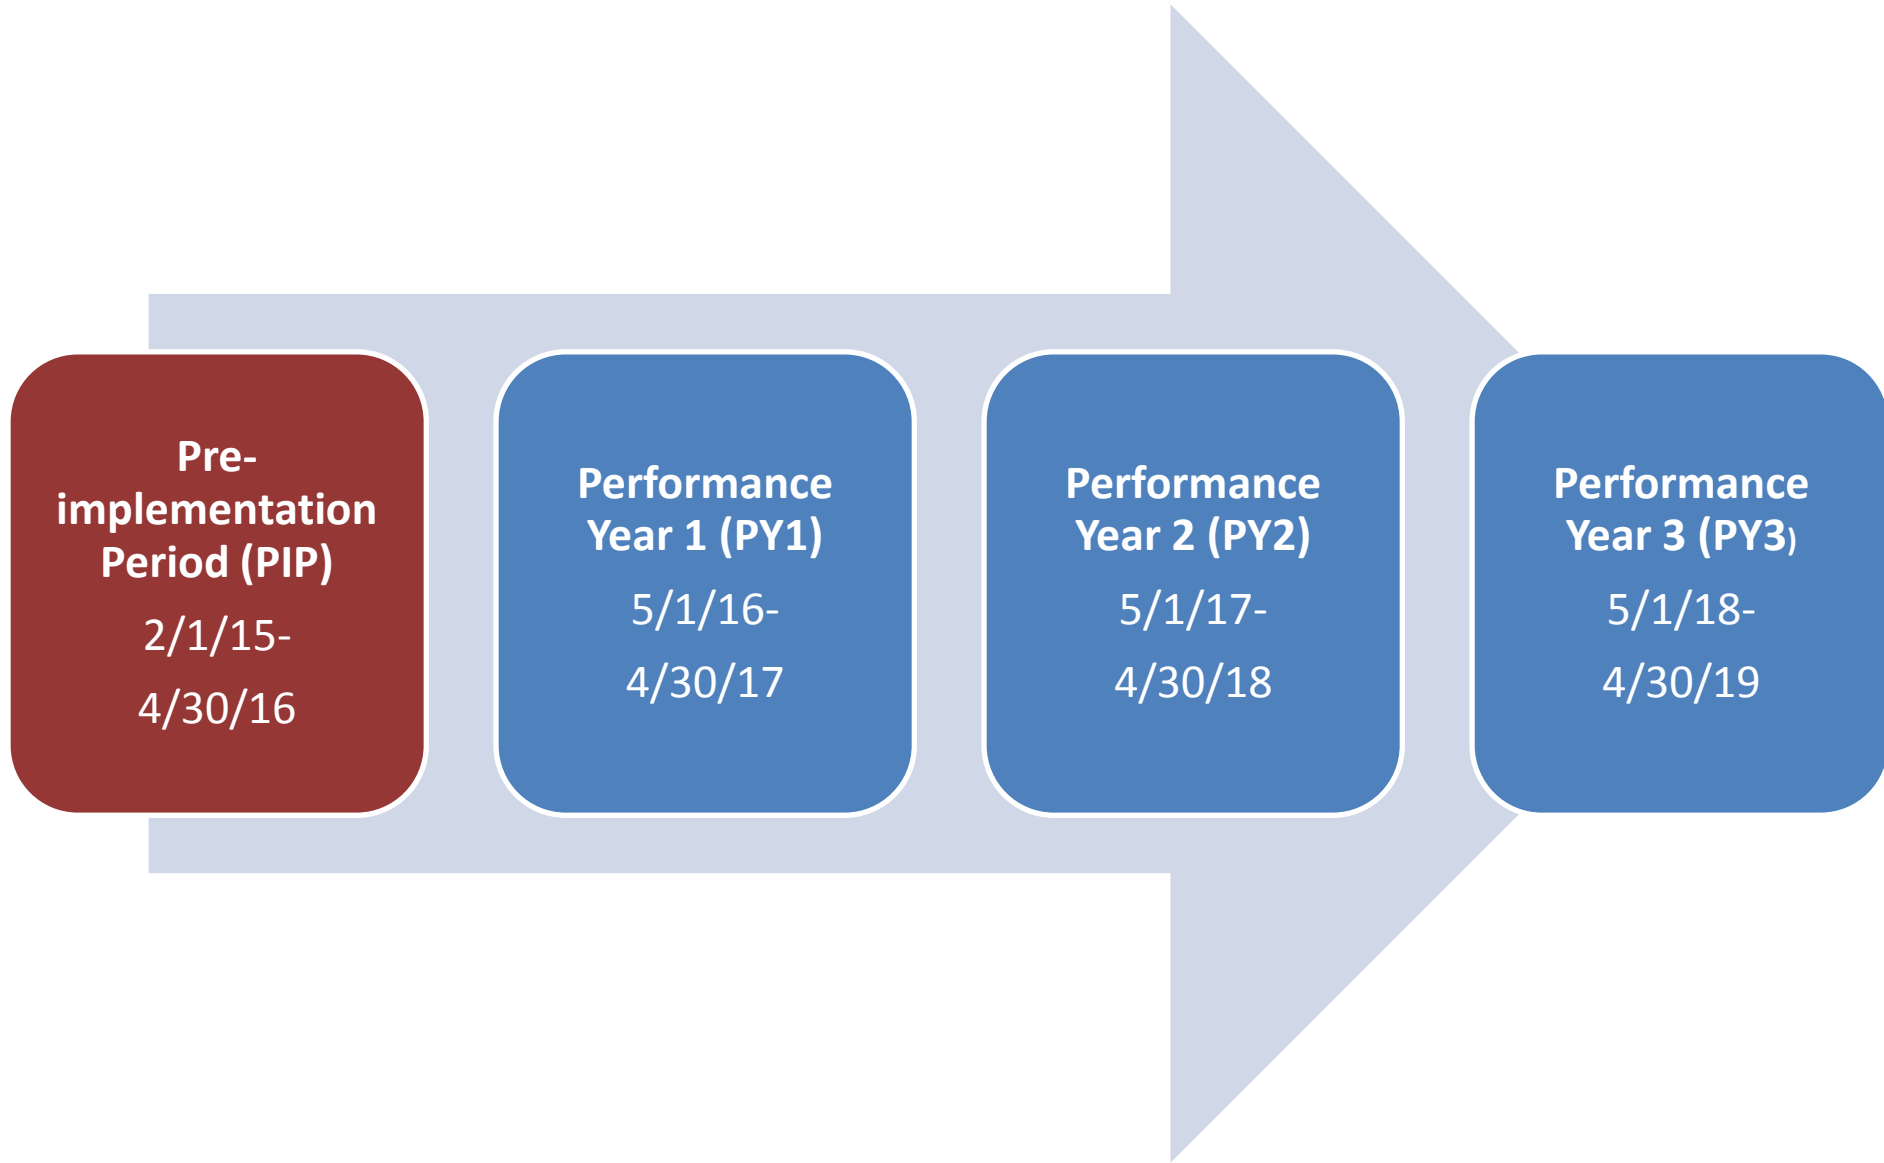 Pre-
implementation
Period (PIP)
2/1/15-
4/30/16
Performance
Year 1 (PY1)
5/1/16-
4/30/17
Performance
Year 2 (PY2)
5/1/17-
4/30/18
Performance
Year 3 (PY3)
5/1/18-
4/30/19